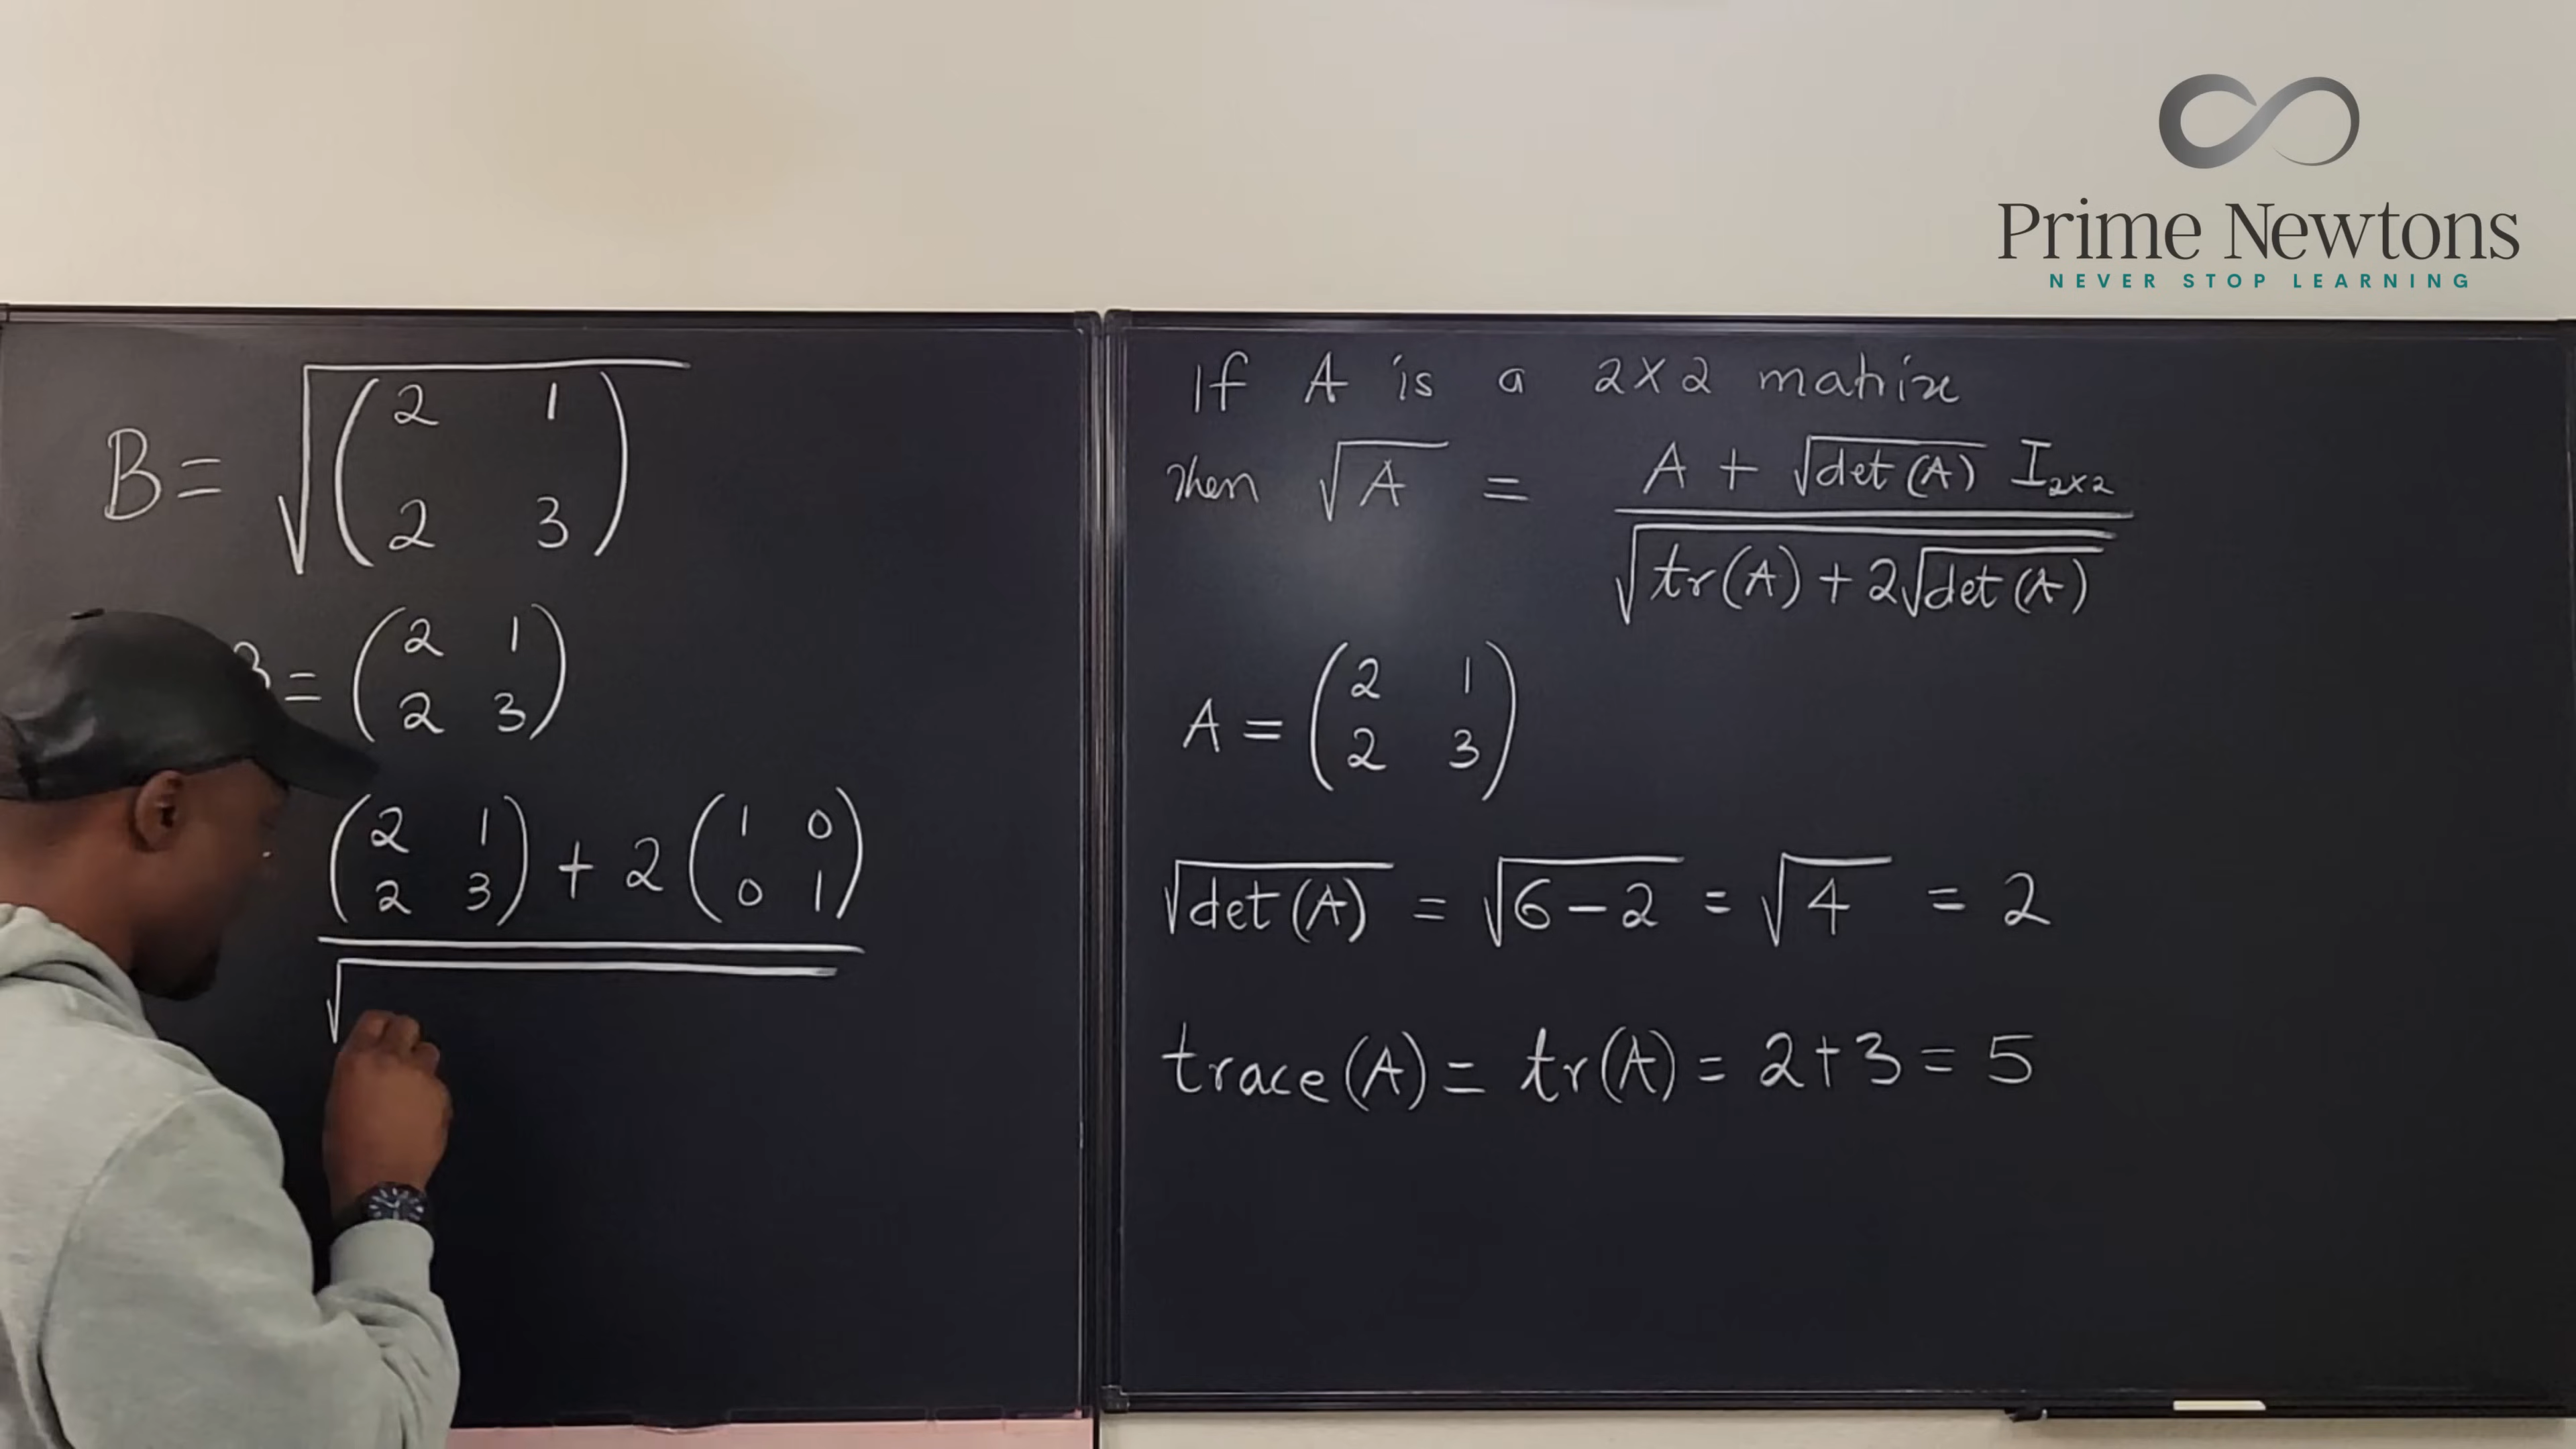 Prime Newtons
NEVER STOP LEARNING
B = √(2 1
2 3)
B = (2 1
2 3)
(2 1
2 3) + 2 (1 0
0 1)
√
If A is a 2×2 matrix
then √A = A + √det(A) I₂ₓ₂
√tr(A) + 2√det(A)
A = (2 1
2 3)
√det(A) = √6 − 2 = √4 = 2
trace(A) = tr(A) = 2+3 = 5